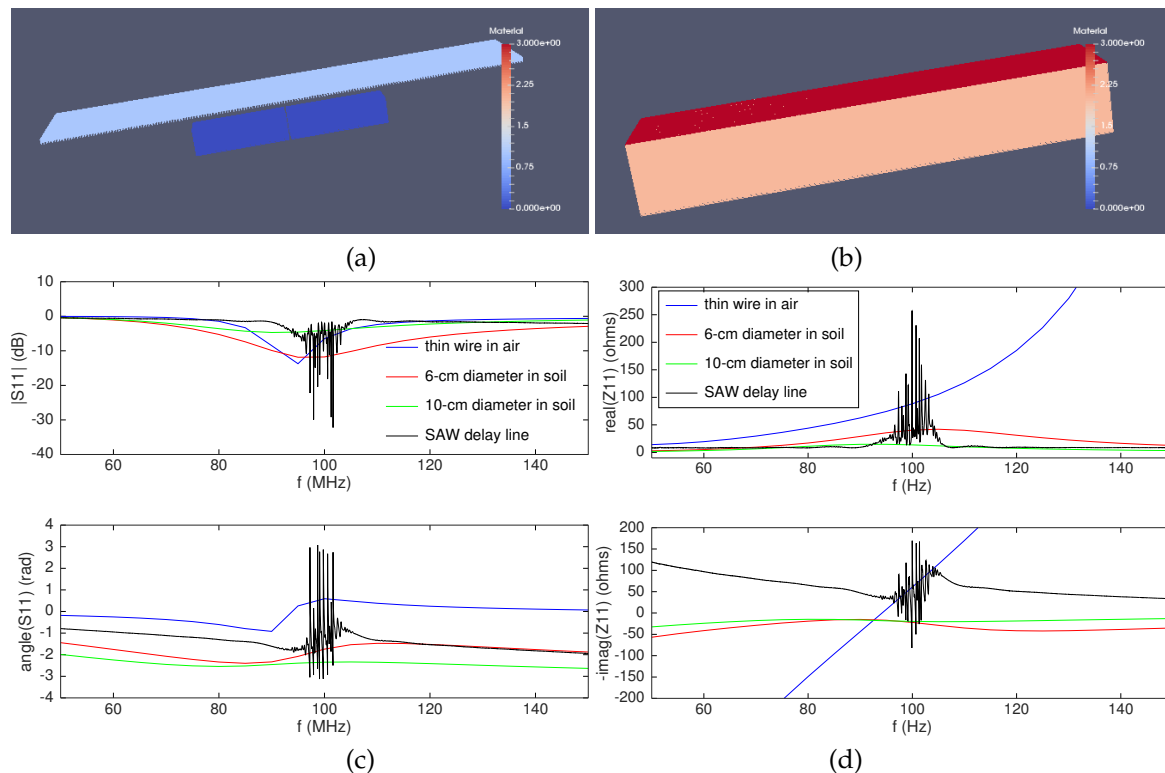 Material
3.000e+00
2.25
1.5
0.75
0.000e+00
Material
3.000e+00
2.25
1.5
0.75
0.000e+00
(a)
(b)
10
0
-10
-20
-30
-40
|S11| (dB)
thin wire in air
6-cm diameter in soil
10-cm diameter in soil
SAW delay line
60
80
100
120
140
f (MHz)
300
250
200
150
100
50
0
real(Z11) (ohms)
thin wire in air
6-cm diameter in soil
10-cm diameter in soil
SAW delay line
60
80
100
120
140
f (Hz)
4
3
2
1
0
-1
-2
-3
-4
angle(S11) (rad)
60
80
100
120
140
f (MHz)
200
150
100
50
0
-50
-100
-150
-200
-imag(Z11) (ohms)
60
80
100
120
140
f (Hz)
(c)
(d)